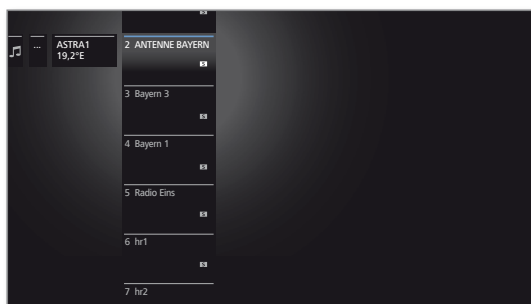 S
...
ASTRA1
19,2°E
2 ANTENNE BAYERN
S
3 Bayern 3
S
4 Bayern 1
S
5 Radio Eins
S
6 hr1
S
7 hr2